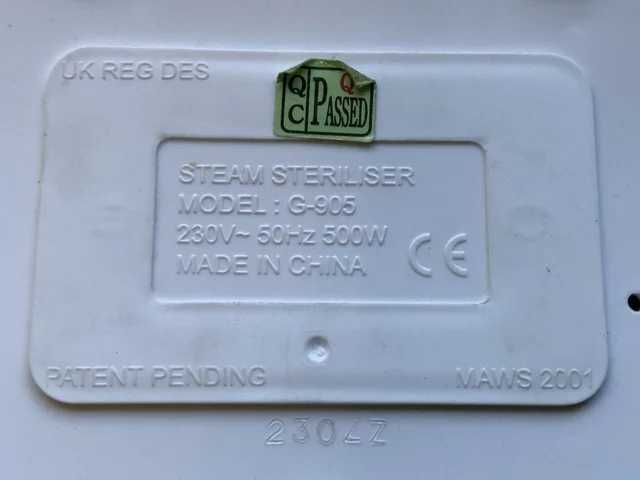 UK REG DES
QC PASSED
Q
STEAM STERILISER
MODEL : G-905
230V~ 50Hz 500W
MADE IN CHINA
CE
PATENT PENDING
MAWS 2001